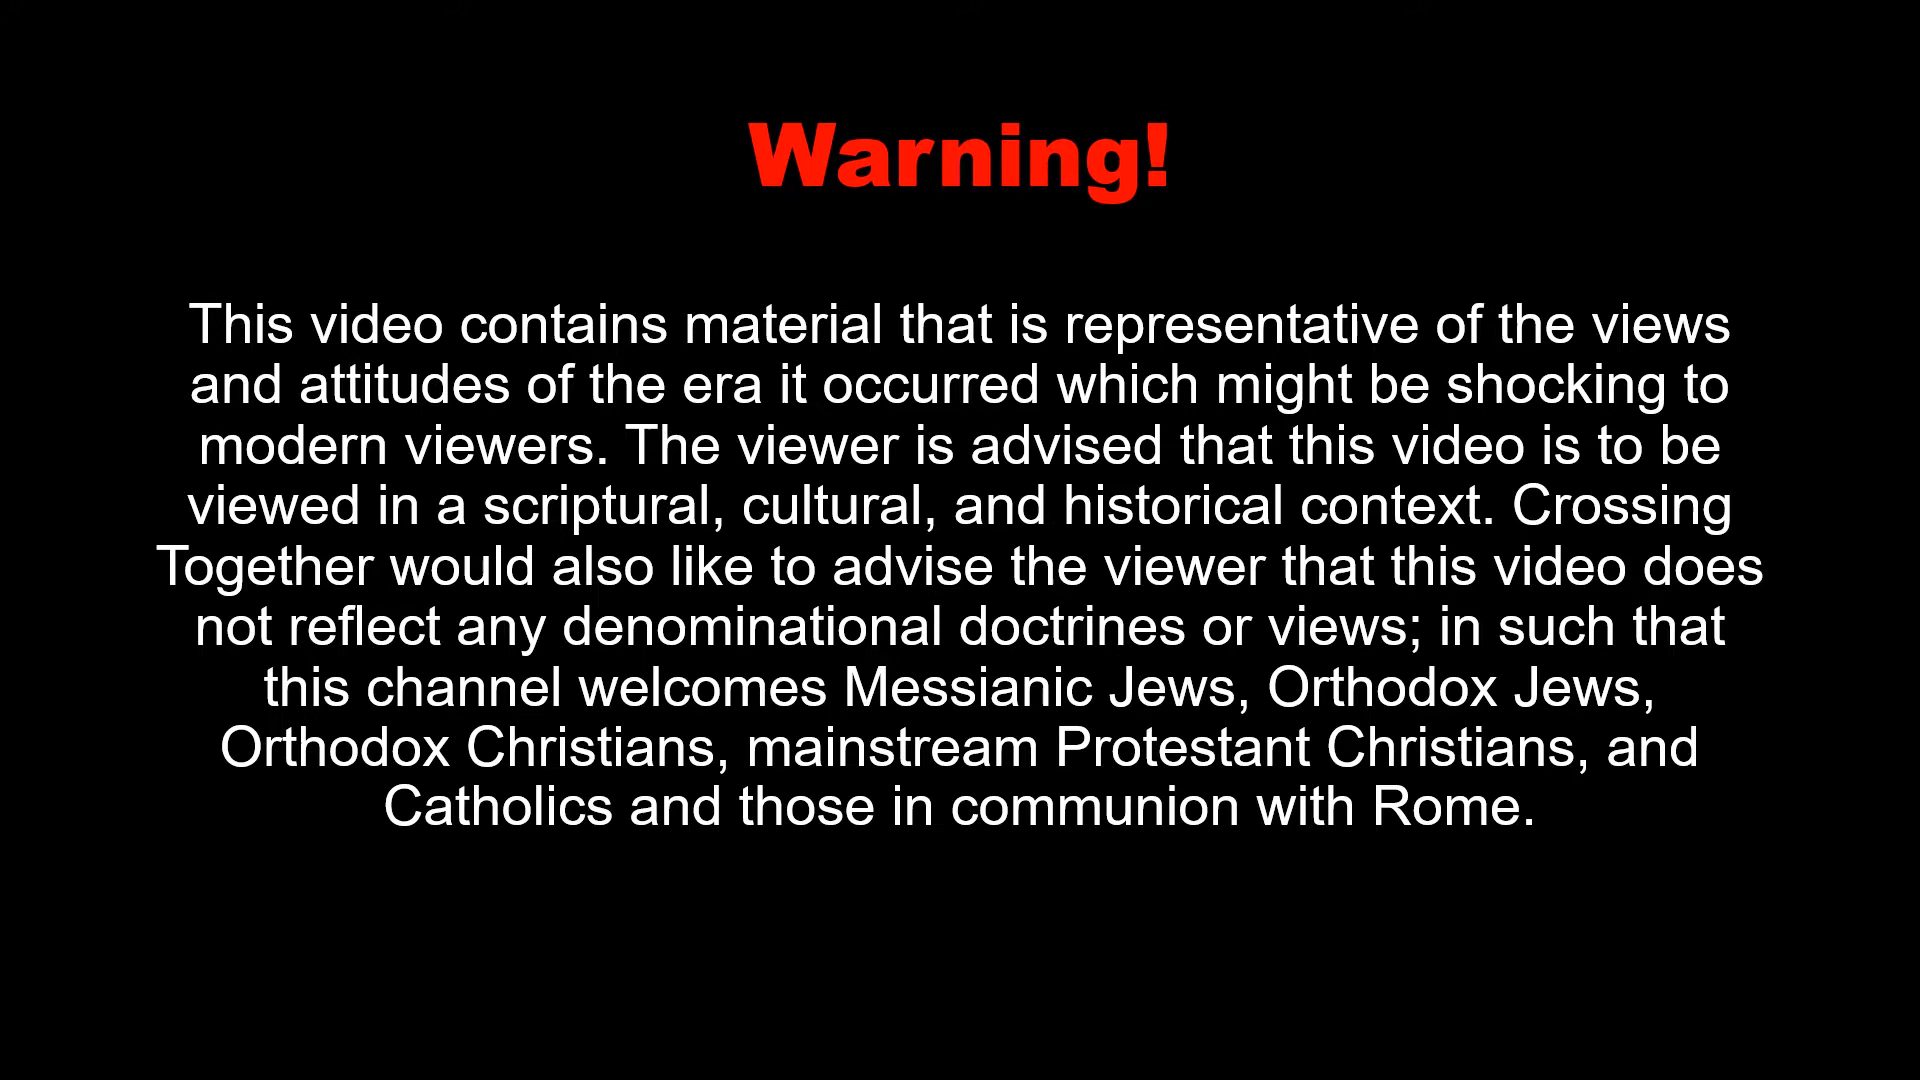 Warning!
This video contains material that is representative of the views
and attitudes of the era it occurred which might be shocking to
modern viewers. The viewer is advised that this video is to be
viewed in a scriptural, cultural, and historical context. Crossing
Together would also like to advise the viewer that this video does
not reflect any denominational doctrines or views; in such that
this channel welcomes Messianic Jews, Orthodox Jews,
Orthodox Christians, mainstream Protestant Christians, and
Catholics and those in communion with Rome.